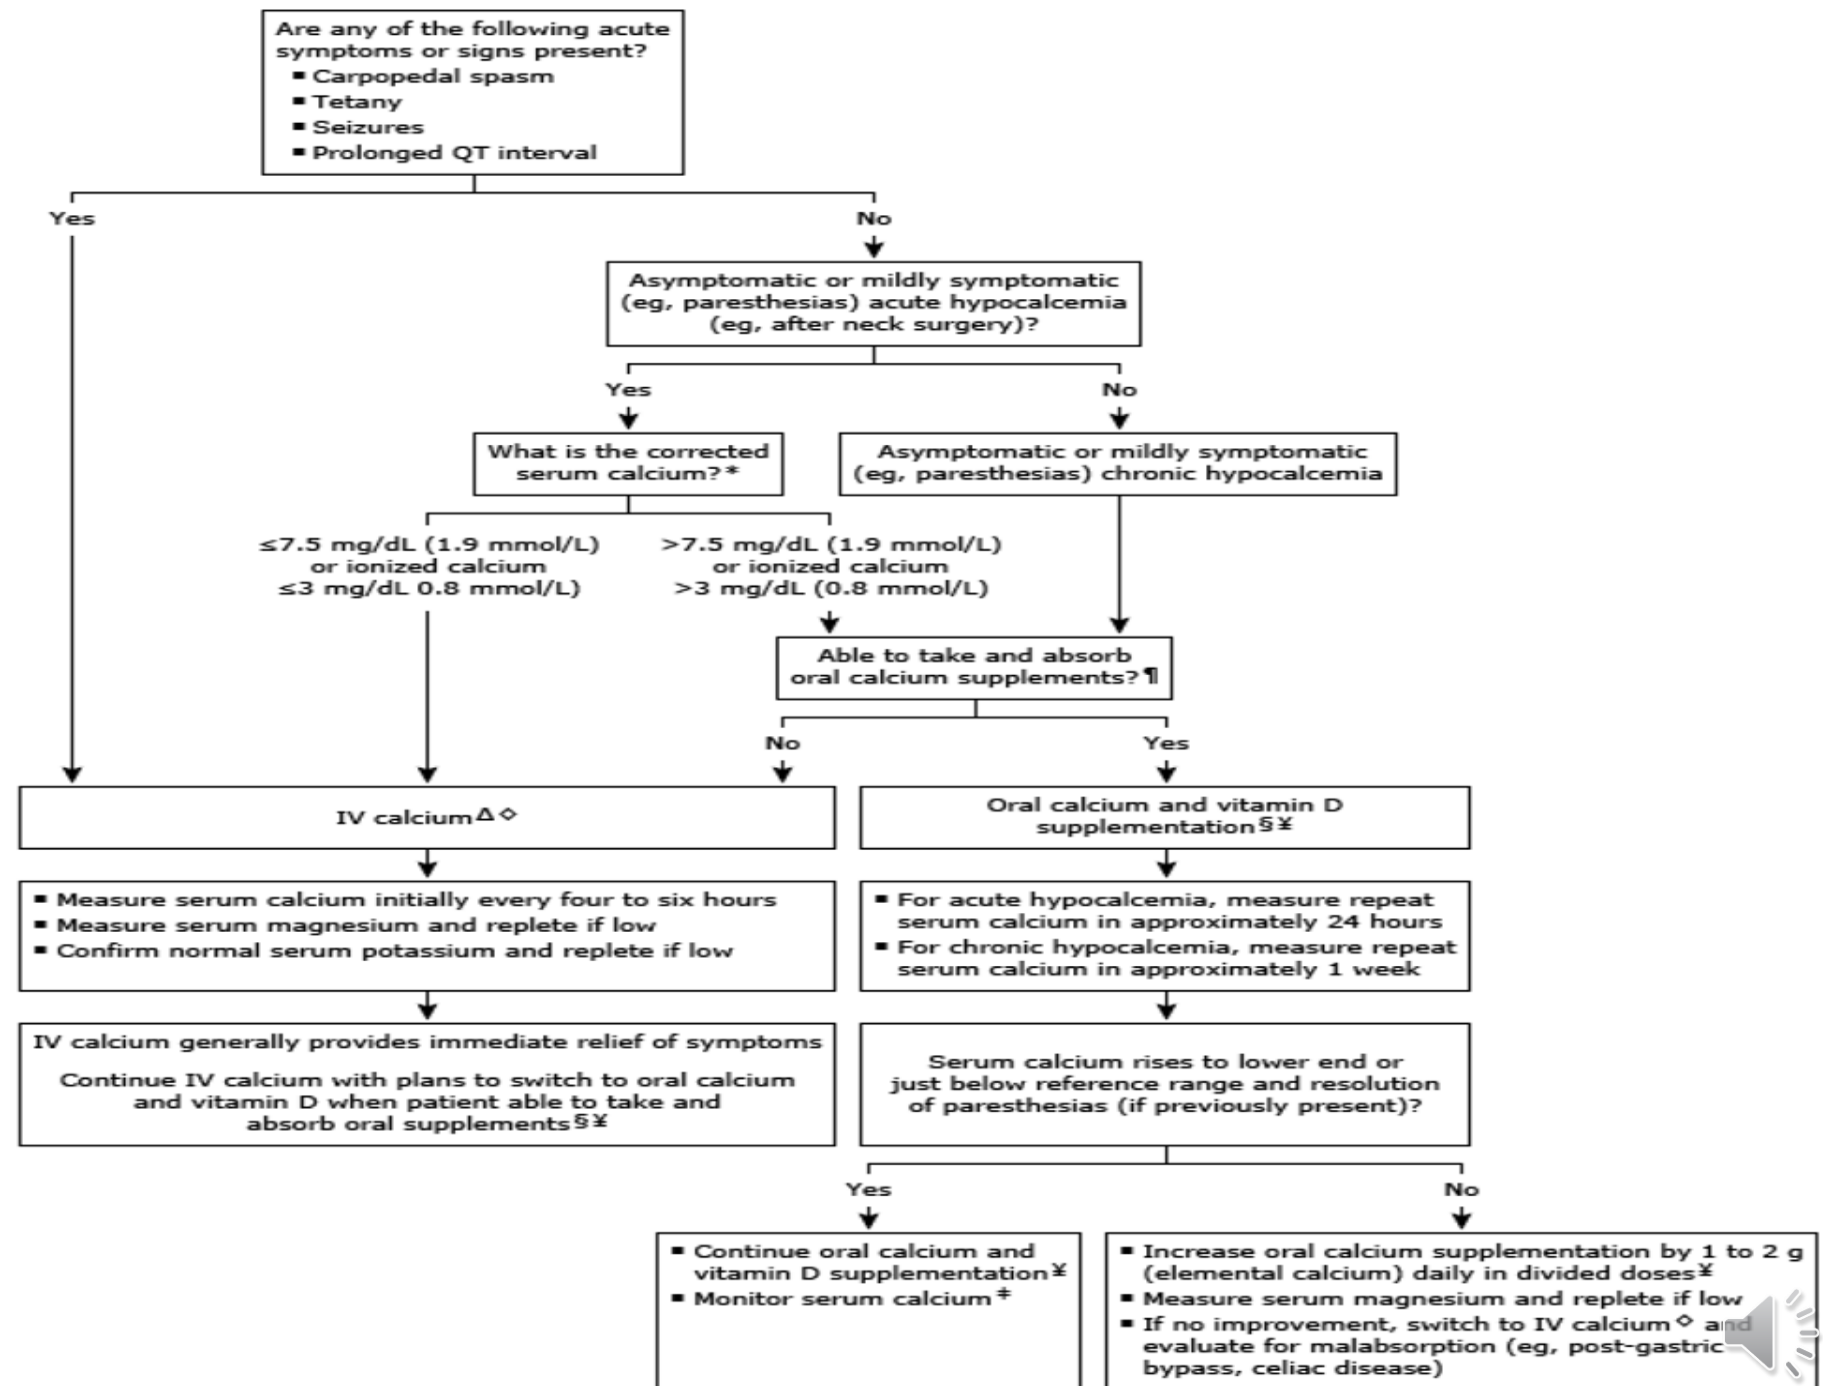 Are any of the following acute
symptoms or signs present?
▪ Carpopedal spasm
▪ Tetany
▪ Seizures
▪ Prolonged QT interval
Yes
No
Asymptomatic or mildly symptomatic
(eg, paresthesias) acute hypocalcemia
(eg, after neck surgery)?
Yes
No
What is the corrected
serum calcium?*
Asymptomatic or mildly symptomatic
(eg, paresthesias) chronic hypocalcemia
≤7.5 mg/dL (1.9 mmol/L)
or ionized calcium
≤3 mg/dL 0.8 mmol/L)
>7.5 mg/dL (1.9 mmol/L)
or ionized calcium
>3 mg/dL (0.8 mmol/L)
Able to take and absorb
oral calcium supplements?¶
No
Yes
IV calciumΔ◇
Oral calcium and vitamin D
supplementation§¥
▪ Measure serum calcium initially every four to six hours
▪ Measure serum magnesium and replete if low
▪ Confirm normal serum potassium and replete if low
▪ For acute hypocalcemia, measure repeat
serum calcium in approximately 24 hours
▪ For chronic hypocalcemia, measure repeat
serum calcium in approximately 1 week
IV calcium generally provides immediate relief of symptoms
Continue IV calcium with plans to switch to oral calcium
and vitamin D when patient able to take and
absorb oral supplements§¥
Serum calcium rises to lower end or
just below reference range and resolution
of paresthesias (if previously present)?
Yes
No
▪ Continue oral calcium and
vitamin D supplementation¥
▪ Monitor serum calcium‡
▪ Increase oral calcium supplementation by 1 to 2 g
(elemental calcium) daily in divided doses¥
▪ Measure serum magnesium and replete if low
▪ If no improvement, switch to IV calcium◇ and
evaluate for malabsorption (eg, post-gastric
bypass, celiac disease)